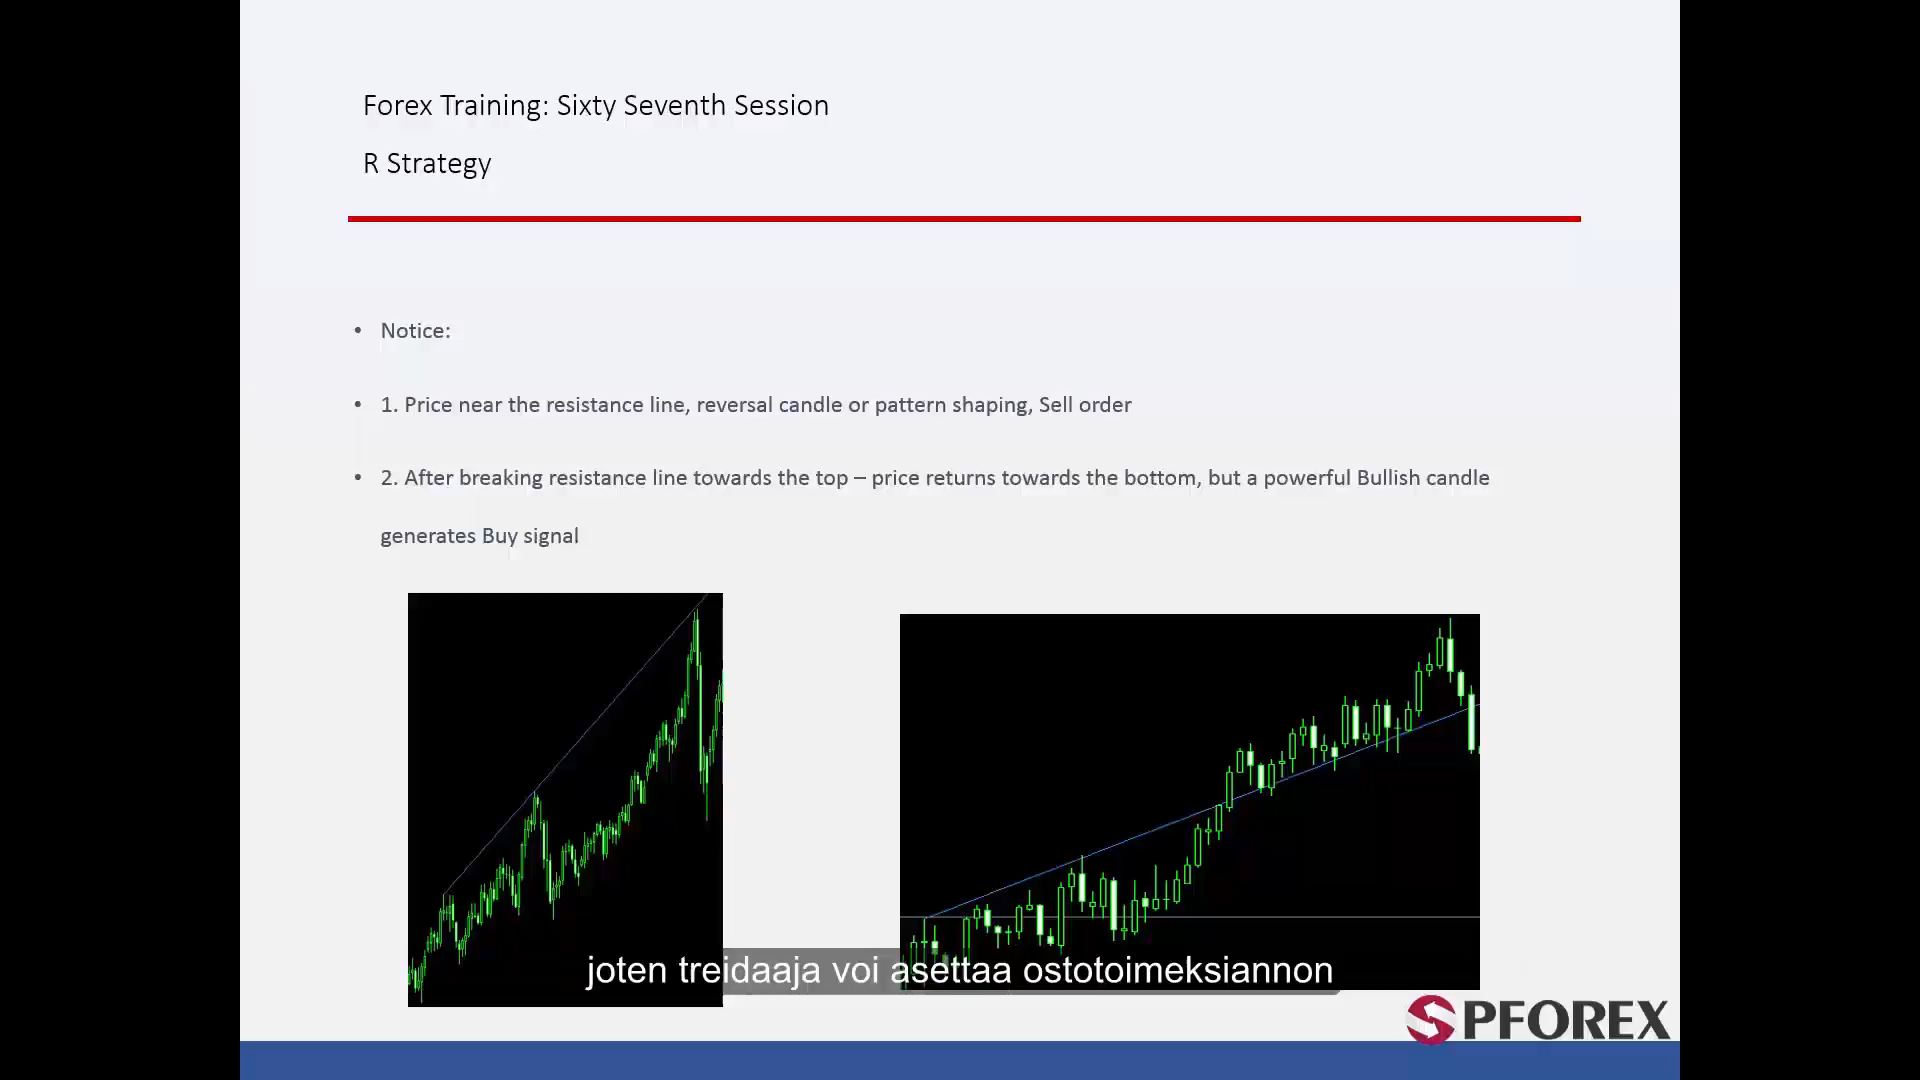 Forex Training: Sixty Seventh Session
R Strategy
• Notice:
• 1. Price near the resistance line, reversal candle or pattern shaping, Sell order
• 2. After breaking resistance line towards the top – price returns towards the bottom, but a powerful Bullish candle
generates Buy signal
joten treidaaja voi asettaa ostotoimeksiannon
PFOREX